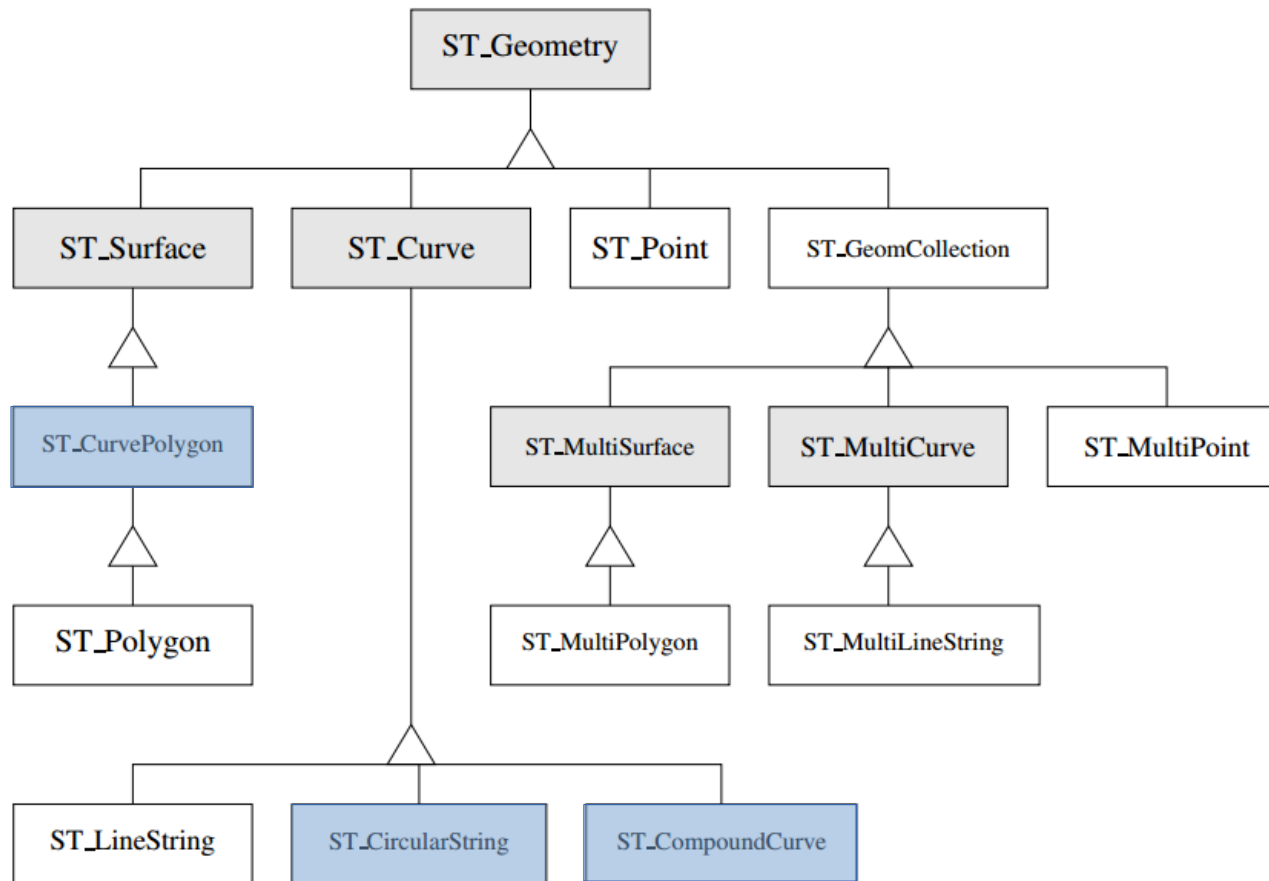 ST_Geometry
ST_Surface
ST_Curve
ST_Point
ST_GeomCollection
ST_CurvePolygon
ST_MultiSurface
ST_MultiCurve
ST_MultiPoint
ST_Polygon
ST_MultiPolygon
ST_MultiLineString
ST_LineString
ST_CircularString
ST_CompoundCurve